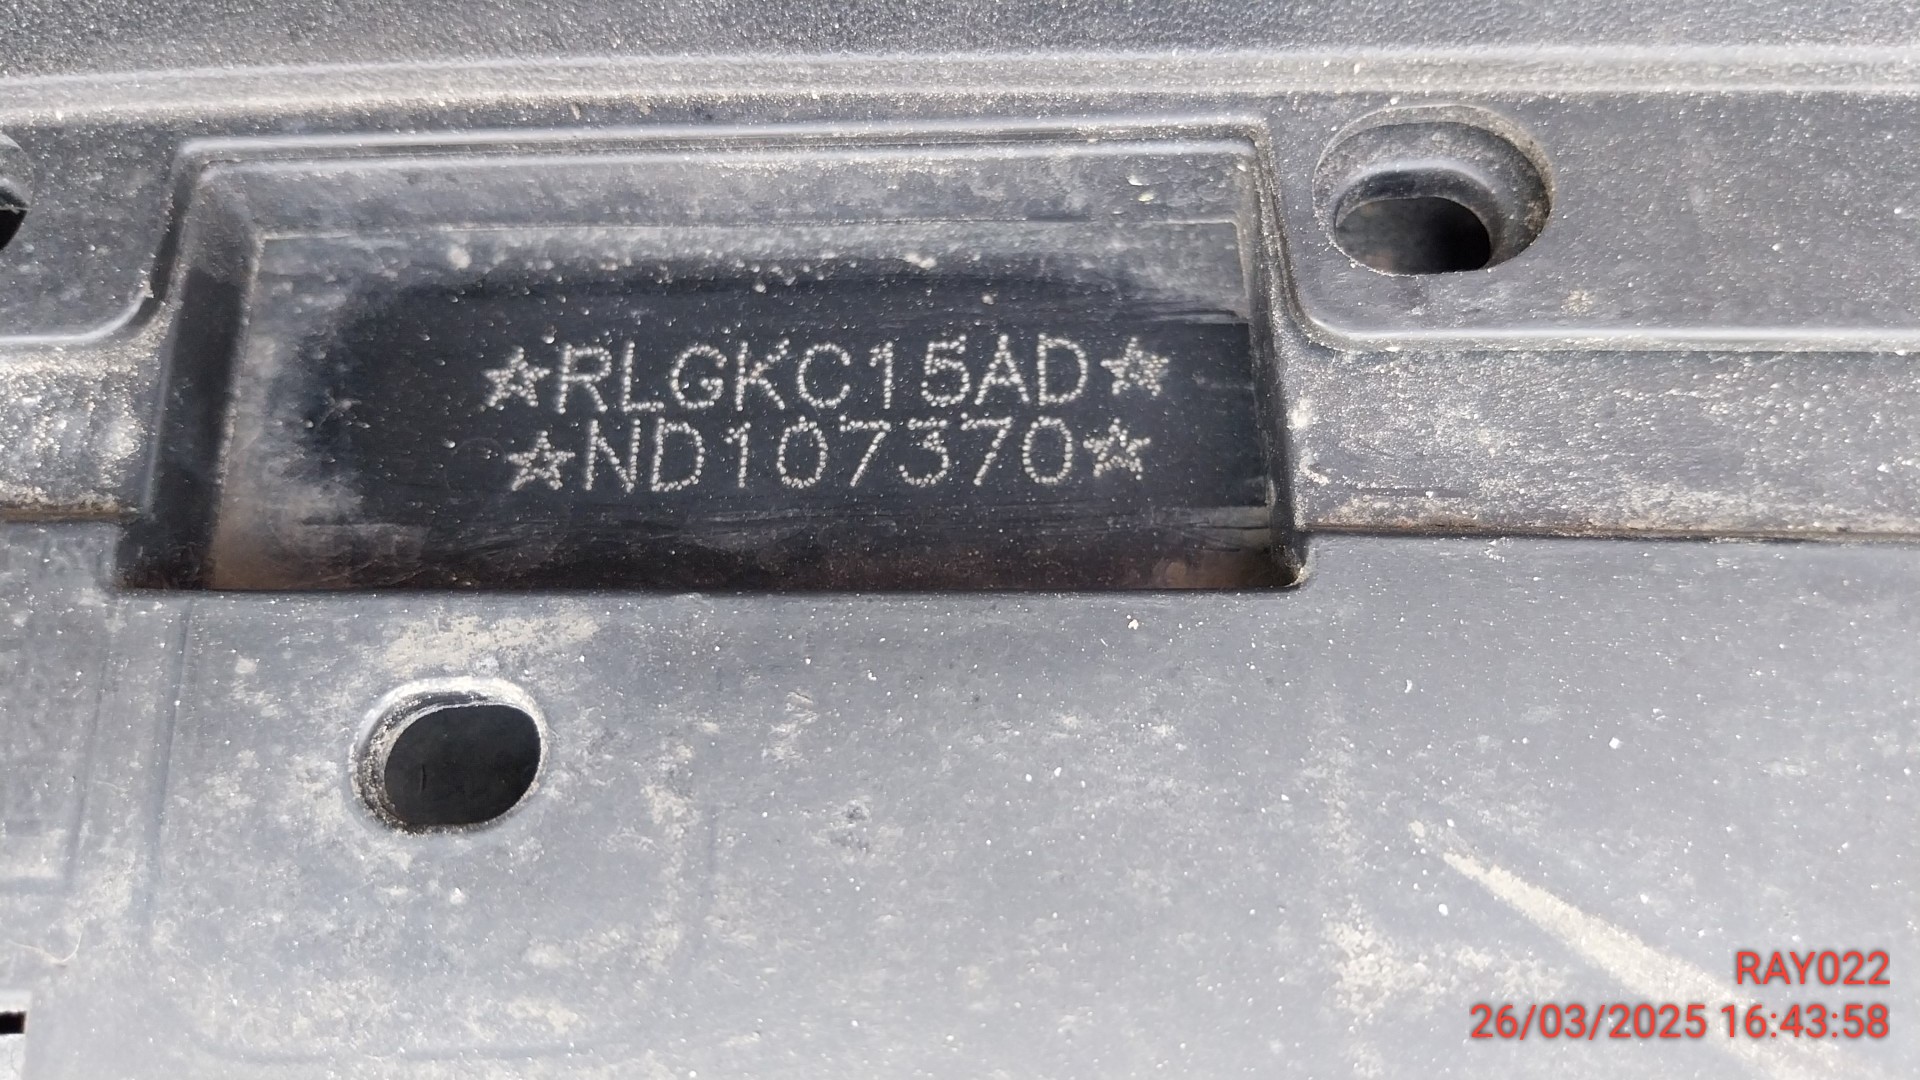 ☆RLGKC15AD☆
☆ND107370☆
RAY022
26/03/2025 16:43:58